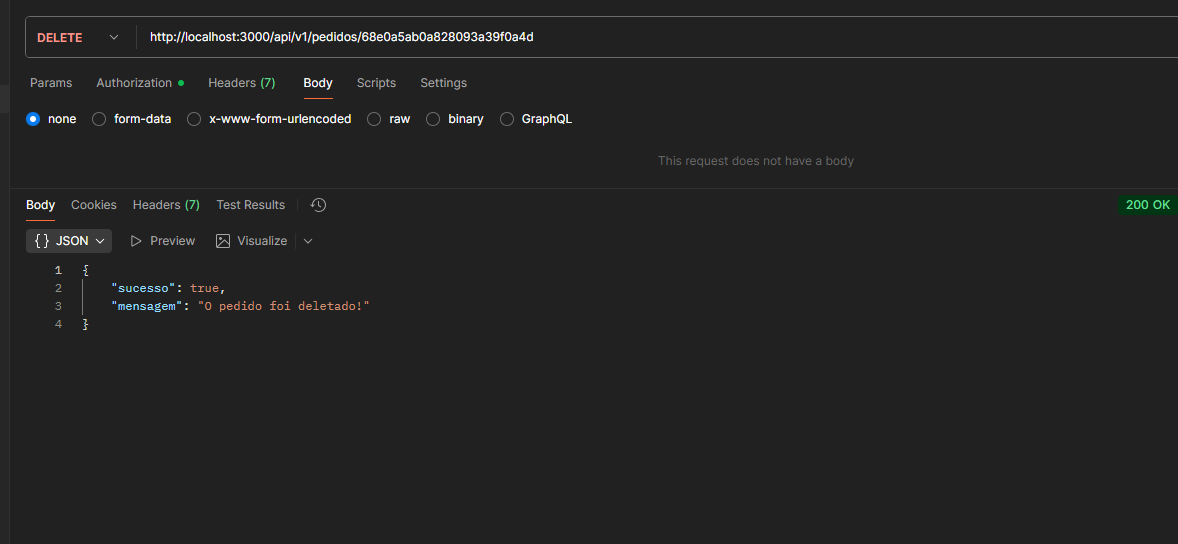 DELETE http://localhost:3000/api/v1/pedidos/68e0a5ab0a828093a39f0a4d
Params Authorization Headers (7) Body Scripts Settings
none form-data x-www-form-urlencoded raw binary GraphQL
This request does not have a body
Body Cookies Headers (7) Test Results 200 OK
{} JSON Preview Visualize
1 {
2 "sucesso": true,
3 "mensagem": "O pedido foi deletado!"
4 }